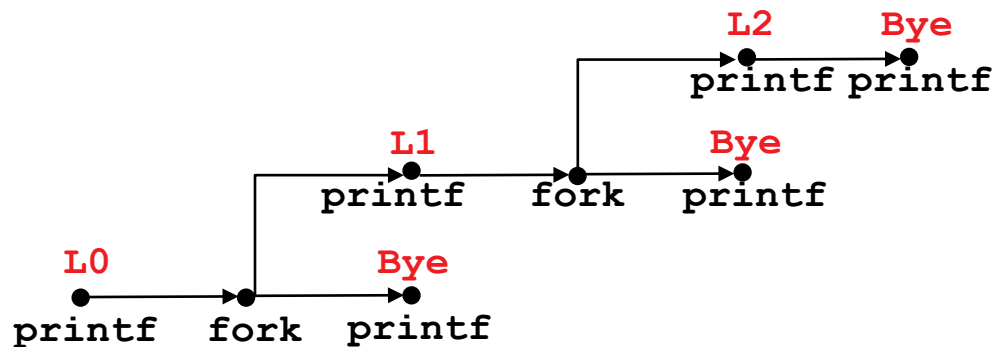 L2 Bye
printf printf
L1 Bye
printf fork printf
L0 Bye
printf fork printf